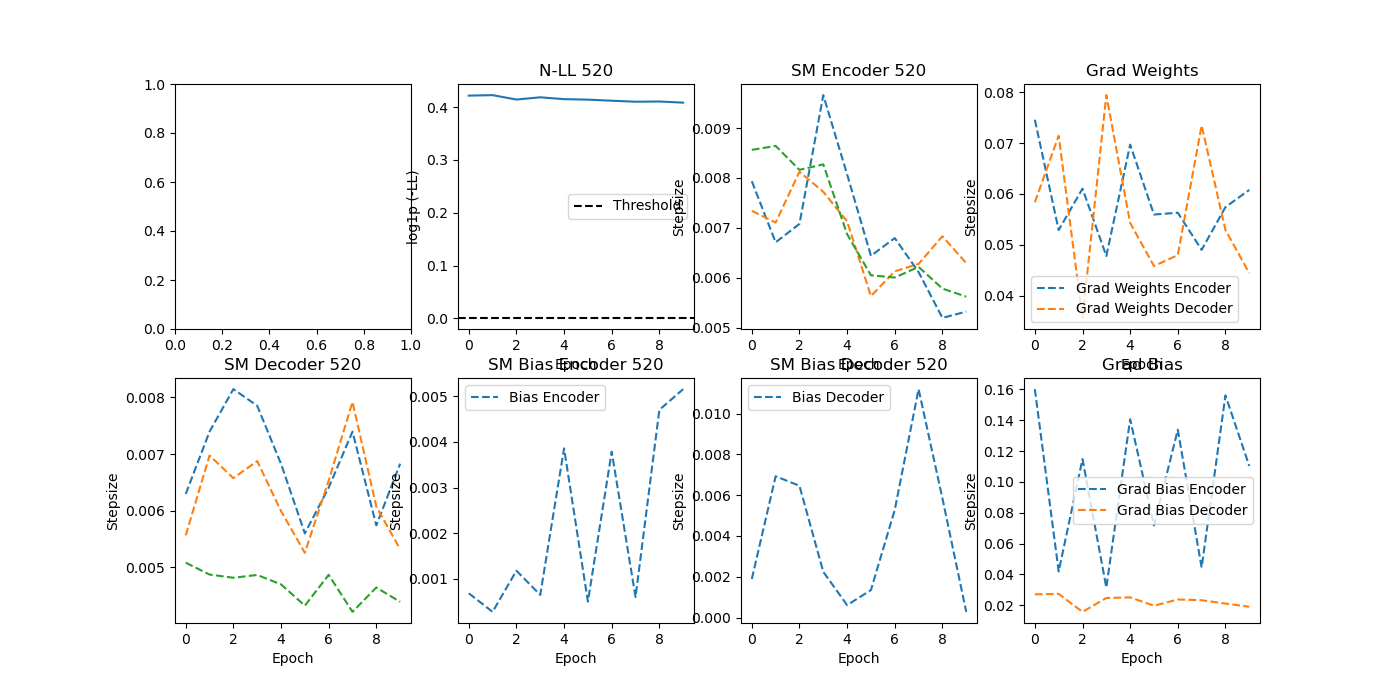 1.0
0.8
0.6
0.4
0.2
0.0
0.0 0.2 0.4 0.6 0.8 1.0
N-LL 520
log1p (-LL)
0.4
0.3
0.2
0.1
0.0
Threshold
0 2 4 6 8
Epoch
SM Encoder 520
Stepsize
0.009
0.008
0.007
0.006
0.005
0 2 4 6 8
Epoch
Grad Weights
Stepsize
0.08
0.07
0.06
0.05
0.04
Grad Weights Encoder
Grad Weights Decoder
0 2 4 6 8
Epoch
SM Decoder 520
Stepsize
0.008
0.007
0.006
0.005
0 2 4 6 8
Epoch
SM Bias Encoder 520
Stepsize
0.005
0.004
0.003
0.002
0.001
Bias Encoder
0 2 4 6 8
Epoch
SM Bias Decoder 520
Stepsize
0.010
0.008
0.006
0.004
0.002
0.000
Bias Decoder
0 2 4 6 8
Epoch
Grad Bias
Stepsize
0.16
0.14
0.12
0.10
0.08
0.06
0.04
0.02
Grad Bias Encoder
Grad Bias Decoder
0 2 4 6 8
Epoch